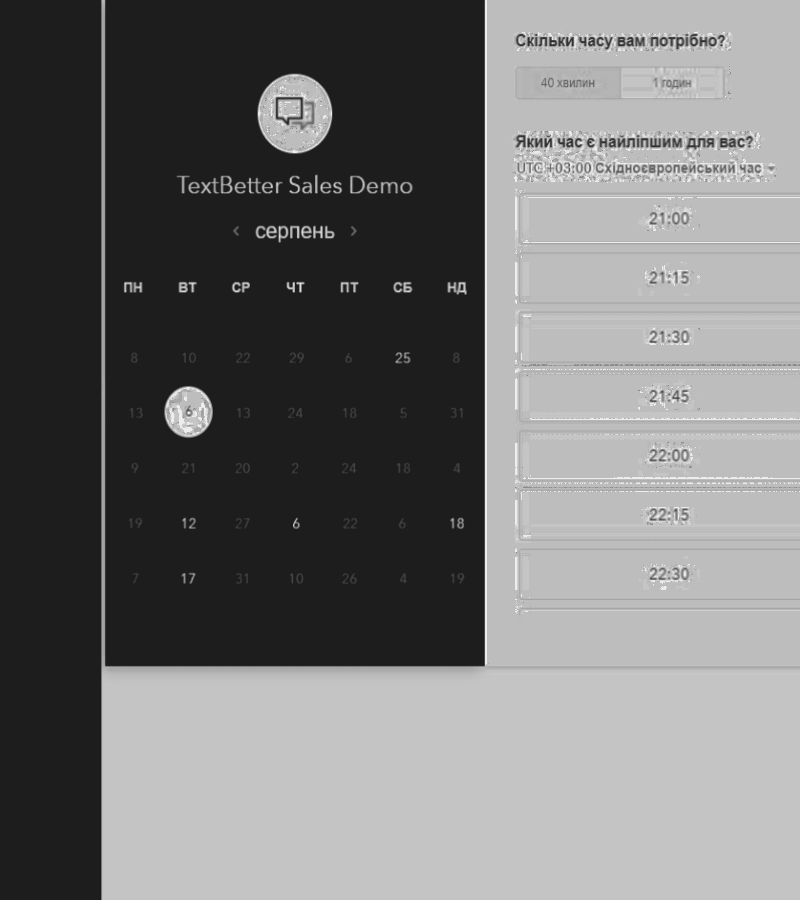 TextBetter Sales Demo
‹ серпень ›
ПН ВТ СР ЧТ ПТ СБ НД
8 10 22 29 6 25 8
13 6 13 24 18 5 31
9 21 20 2 24 18 4
19 12 27 6 22 6 18
7 17 31 10 26 4 19
Скільки часу вам потрібно?
40 хвилин 1 годин
Який час є найліпшим для вас?
UTC +03:00 Східноєвропейський час
21:00
21:15
21:30
21:45
22:00
22:15
22:30